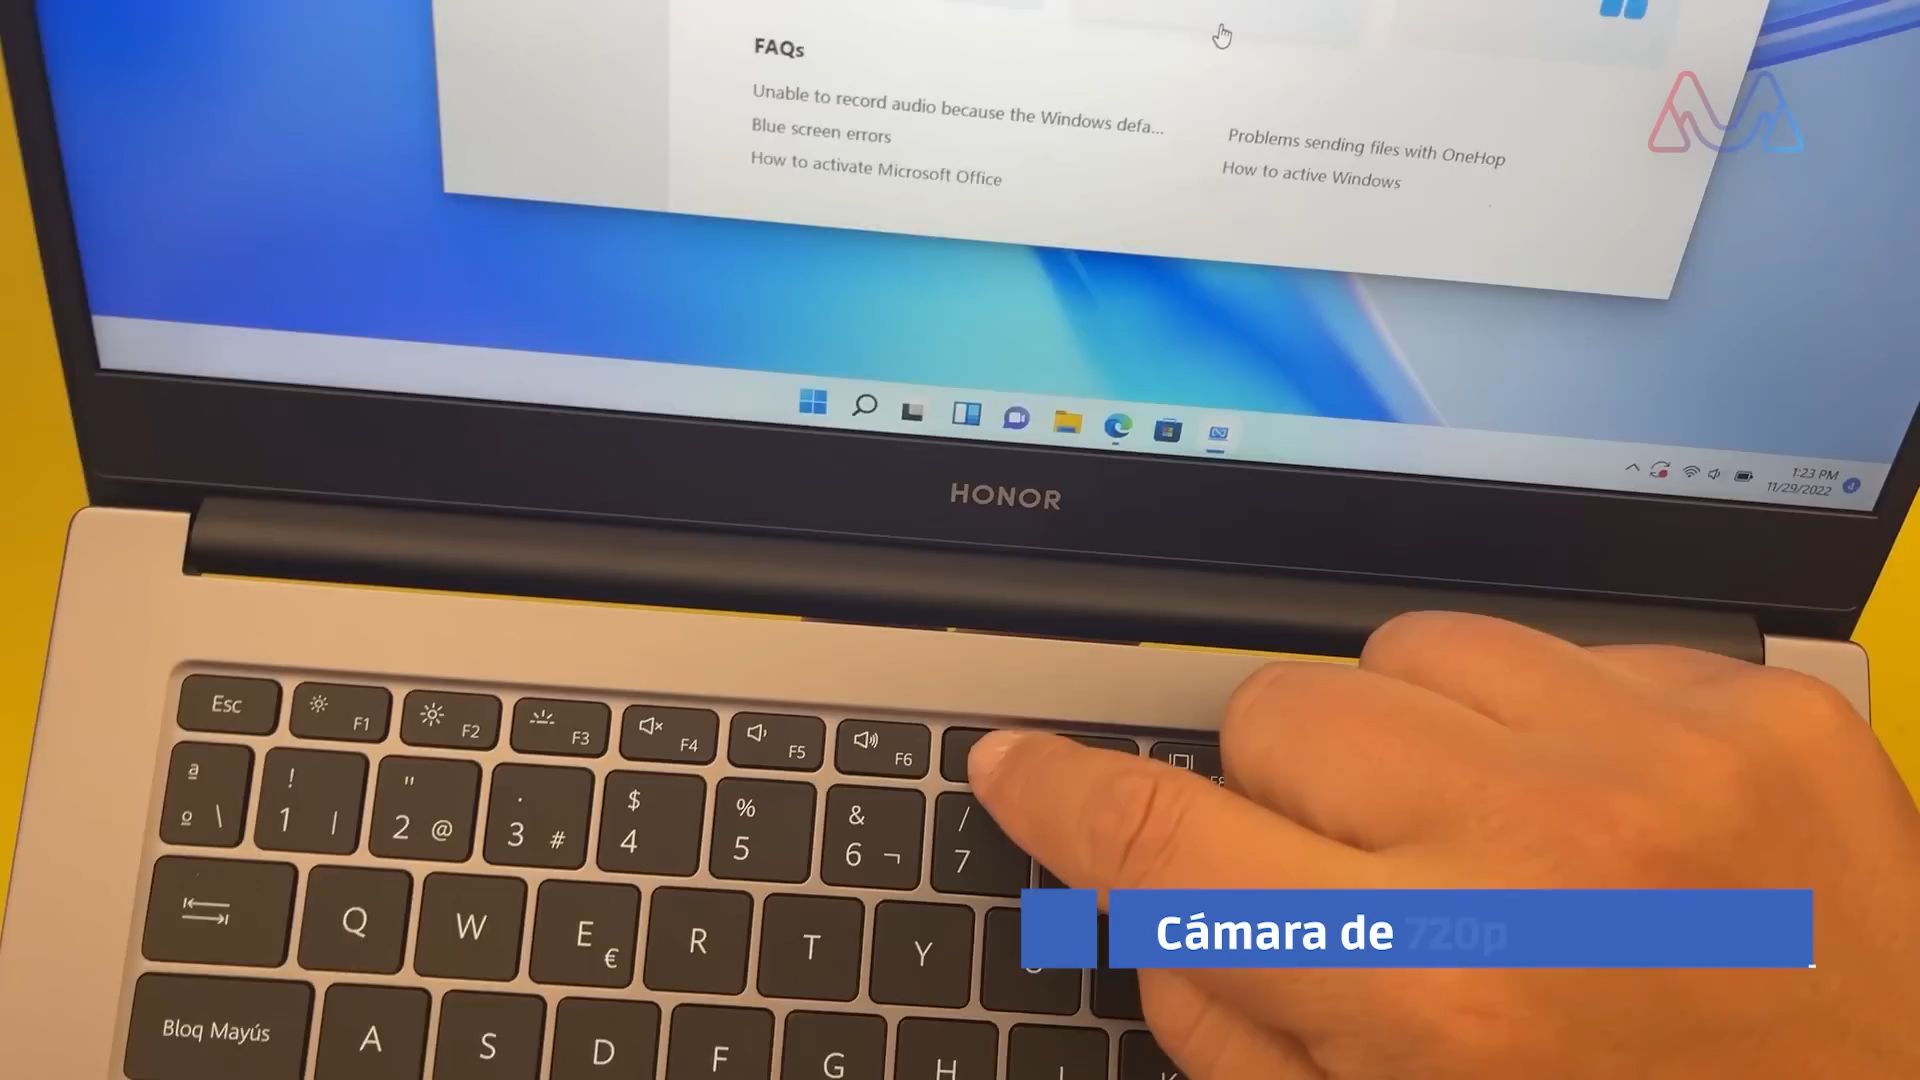 FAQs
Unable to record audio because the Windows defa...
Blue screen errors
How to activate Microsoft Office
Problems sending files with OneHop
How to active Windows
1:23 PM
11/29/2022
HONOR
Esc
F1
F2
F3
F4
F5
F6
ª
º \
!
1 |
"
2 @
·
3 #
$
4
%
5
&
6 ¬
/
7
Q
W
E
€
R
T
Y
Cámara de 720p
Bloq Mayús
A
S
D
F
G
H